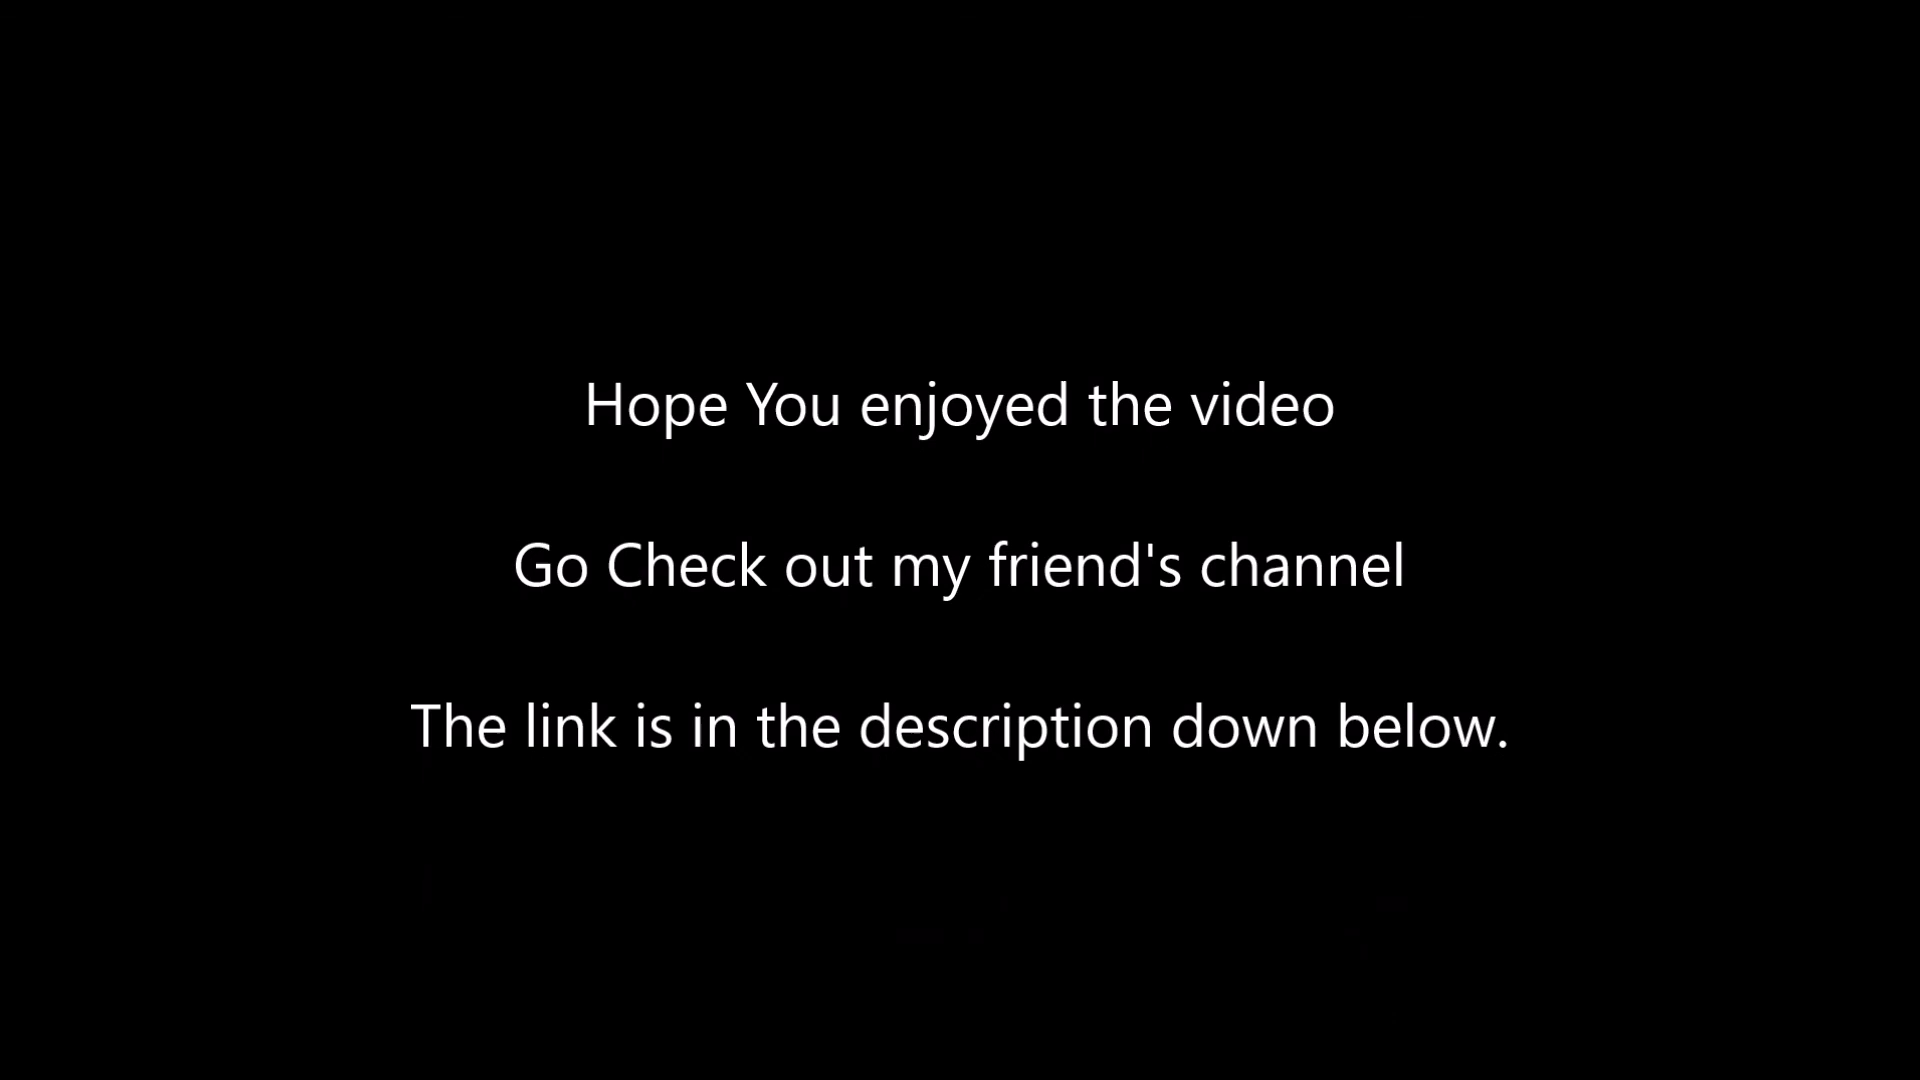 Hope You enjoyed the video
Go Check out my friend's channel
The link is in the description down below.